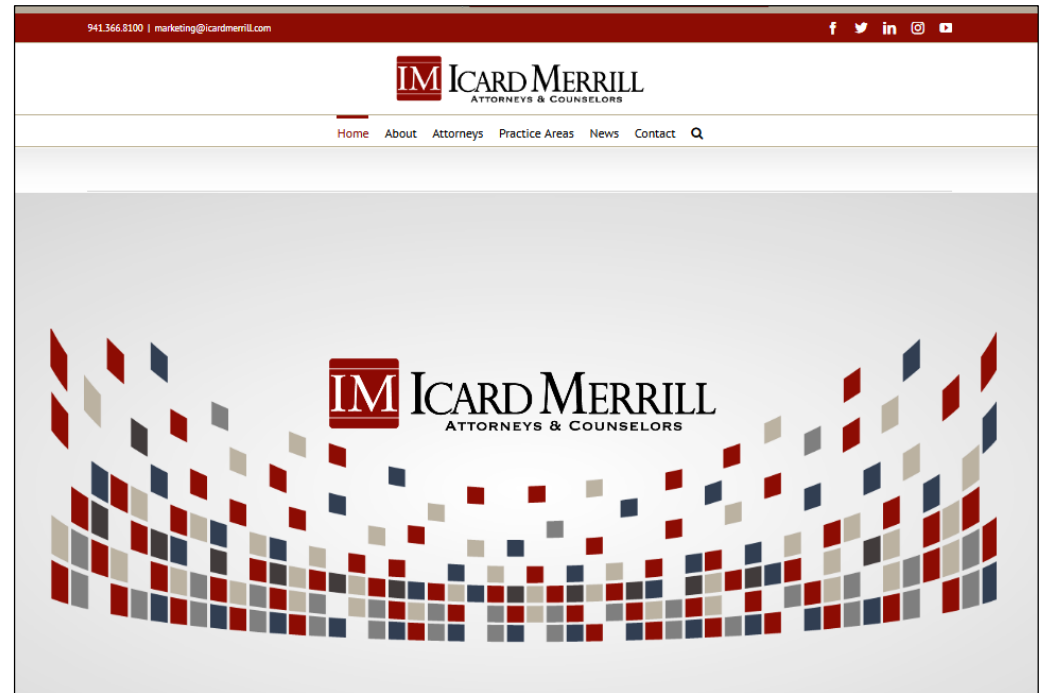 941.366.8100 | marketing@icardmerrill.com
IM ICARD MERRILL
ATTORNEYS & COUNSELORS
Home About Attorneys Practice Areas News Contact
IM ICARD MERRILL
ATTORNEYS & COUNSELORS